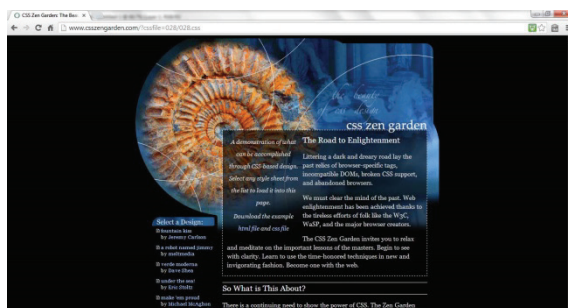 CSS Zen Garden: The Bea
www.csszengarden.com/?cssfile=028/028.css
the beauty
of css design
css zen garden
A demonstration of what
can be accomplished
through CSS-based design.
Select any style sheet from
the list to load it into this
page.
Download the example
html file and css file
The Road to Enlightenment
Littering a dark and dreary road lay the
past relics of browser-specific tags,
incompatible DOMs, broken CSS support,
and abandoned browsers.
We must clear the mind of the past. Web
enlightenment has been achieved thanks to
the tireless efforts of folk like the W3C,
WaSP, and the major browser creators.
The CSS Zen Garden invites you to relax
and meditate on the important lessons of the masters. Begin to see
with clarity. Learn to use the time-honored techniques in new and
invigorating fashion. Become one with the web.
Select a Design:
fountain kiss
by Jeremy Carlson
a robot named jimmy
by meltmedia
verde moderna
by Dave Shea
under the sea!
by Eric Stoltz
make 'em proud
by Michael McAghon
So What is This About?
There is a continuing need to show the power of CSS. The Zen Garden